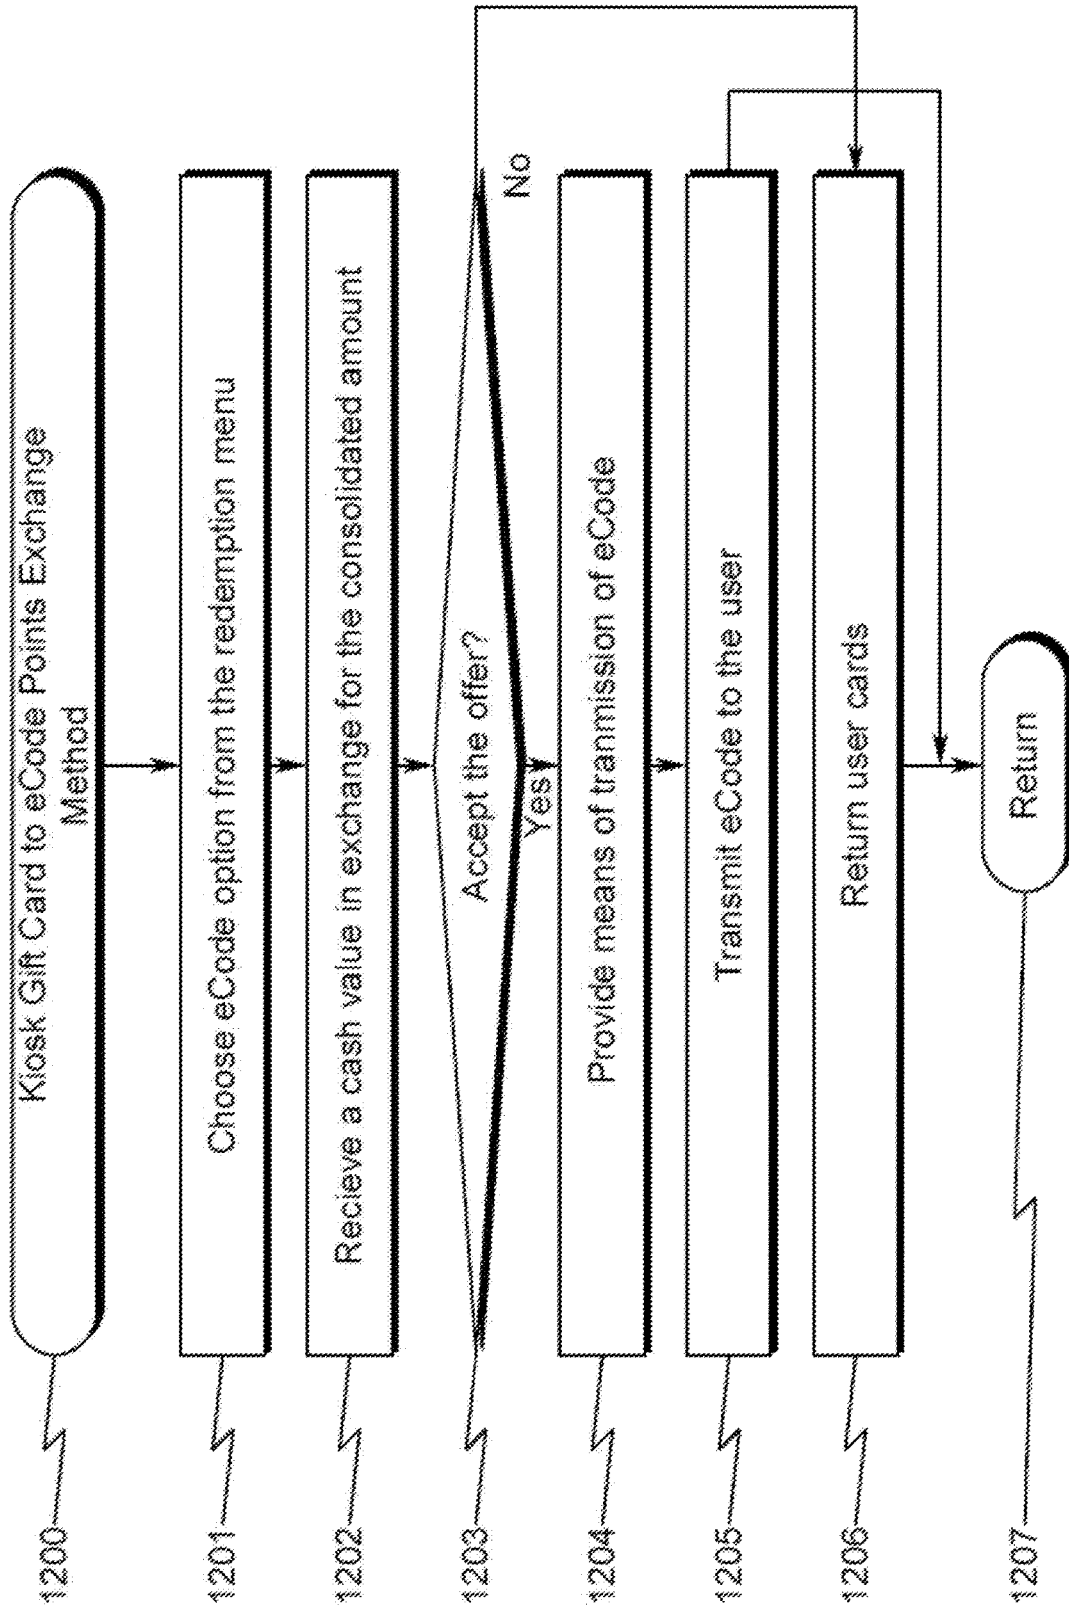 Kiosk Gift Card to eCode Points Exchange
Method
1200
Choose eCode option from the redemption menu
1201
Recieve a cash value in exchange for the consolidated amount
1202
Accept the offer?
No
Yes
1203
Provide means of tranmission of eCode
1204
Transmit eCode to the user
1205
Return user cards
1206
Return
1207